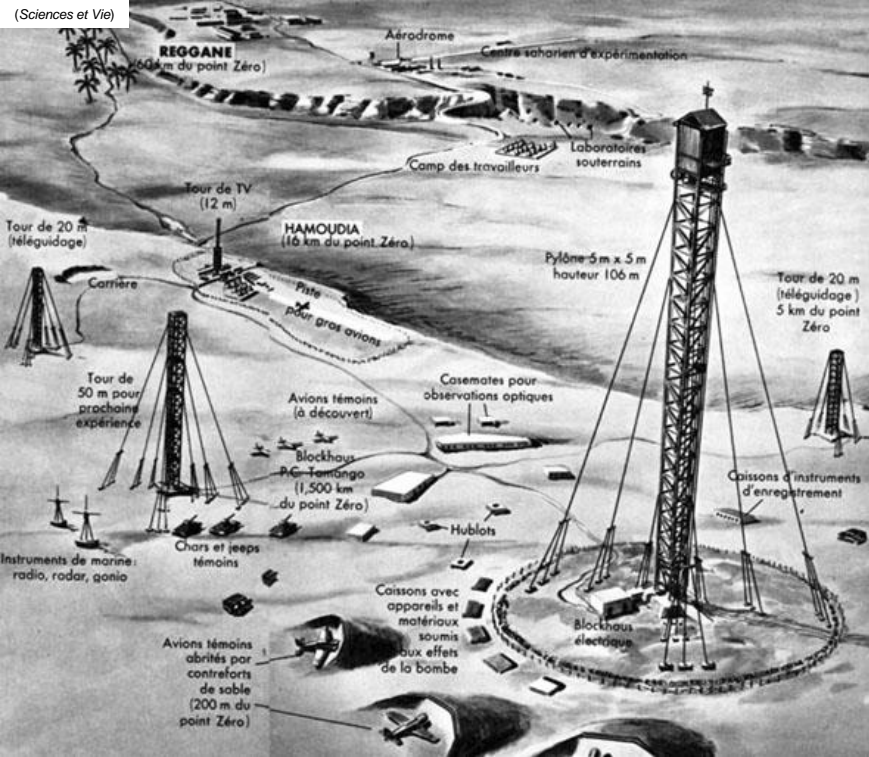 (Sciences et Vie)
REGGANE
(60 km du point Zéro)
Aérodrome
Centre saharien d'expérimentation
Laboratoires
souterrains
Camp des travailleurs
Tour de TV
(12 m)
HAMOUDIA
(16 km du point Zéro)
Tour de 20 m
(téléguidage)
Carrière
Piste
pour gros avions
Pylône 5 m x 5 m
hauteur 106 m
Tour de 20 m
(téléguidage)
5 km du point
Zéro
Tour de
50 m pour
prochaine
expérience
Avions témoins
(à découvert)
Casemates pour
observations optiques
Blockhaus
P.C. Tamango
(1,500 km
du point Zéro)
Caissons d'instruments
d'enregistrement
Hublots
Chars et jeeps
témoins
Instruments de marine:
radio, radar, gonio
Caissons avec
appareils et
matériaux
soumis
aux effets
de la bombe
Blockhaus
électrique
Avions témoins
abrités par
contreforts
de sable
(200 m du
point Zéro)